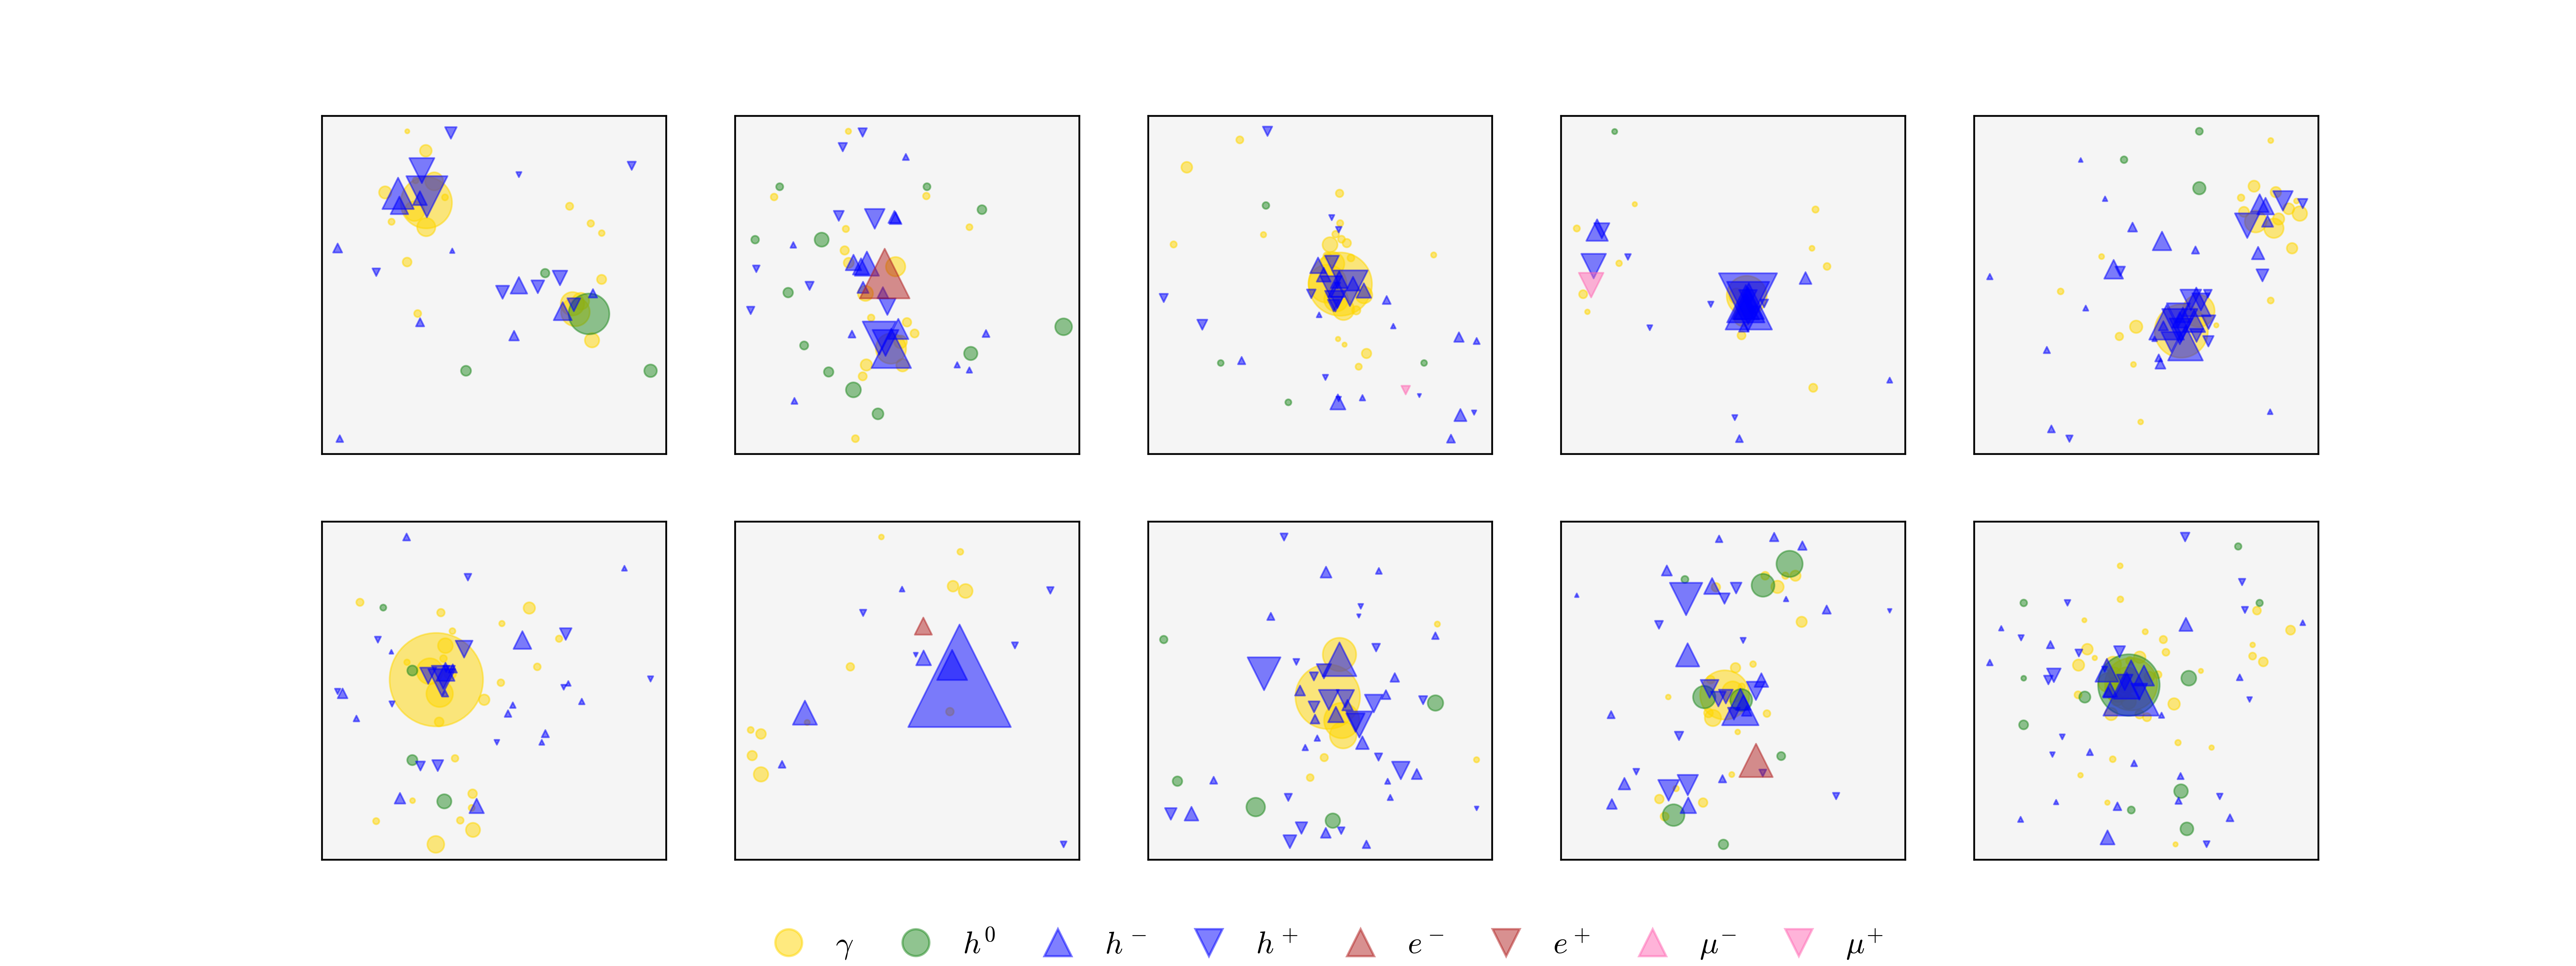 γ h⁰ h⁻ h⁺ e⁻ e⁺ μ⁻ μ⁺